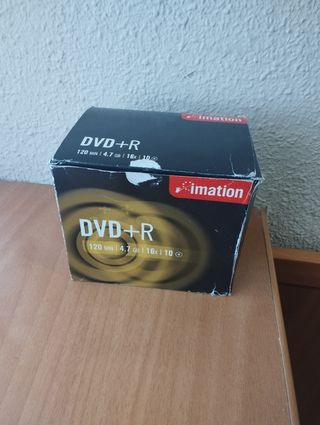 imation
DVD+R
120 MIN | 4.7 GB | 16x | 10
imation
DVD+R
120 MIN | 4.7 GB | 16x | 10